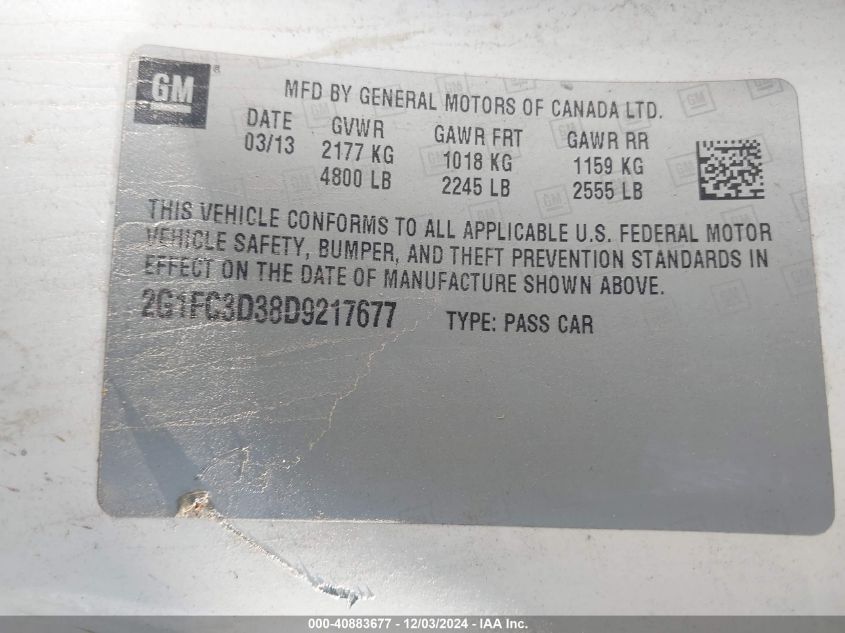 GM ®
MFD BY GENERAL MOTORS OF CANADA LTD.
DATE GVWR GAWR FRT GAWR RR
03/13 2177 KG 1018 KG 1159 KG
4800 LB 2245 LB 2555 LB
THIS VEHICLE CONFORMS TO ALL APPLICABLE U.S. FEDERAL MOTOR
VEHICLE SAFETY, BUMPER, AND THEFT PREVENTION STANDARDS IN
EFFECT ON THE DATE OF MANUFACTURE SHOWN ABOVE.
2G1FC3D38D9217677 TYPE: PASS CAR
000-40883677 - 12/03/2024 - IAA Inc.